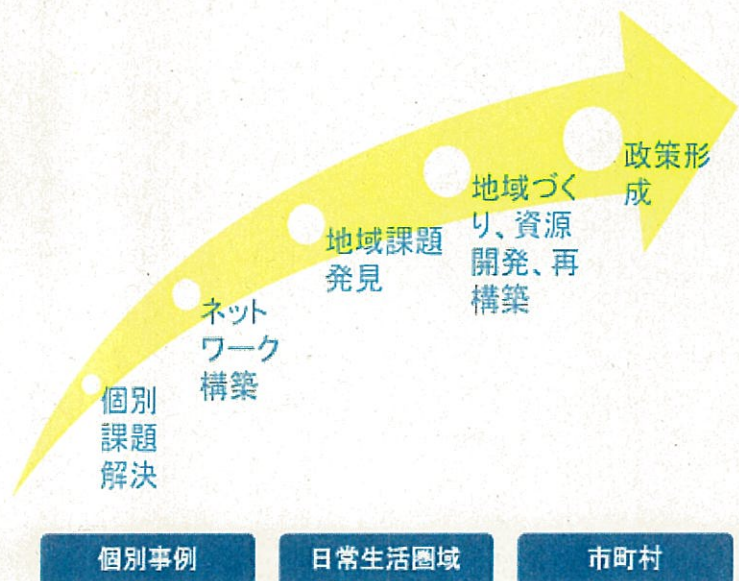 個別
課題
解決
ネット
ワーク
構築
地域課題
発見
地域づく
り、資源
開発、再
構築
政策形
成
個別事例
日常生活圏域
市町村